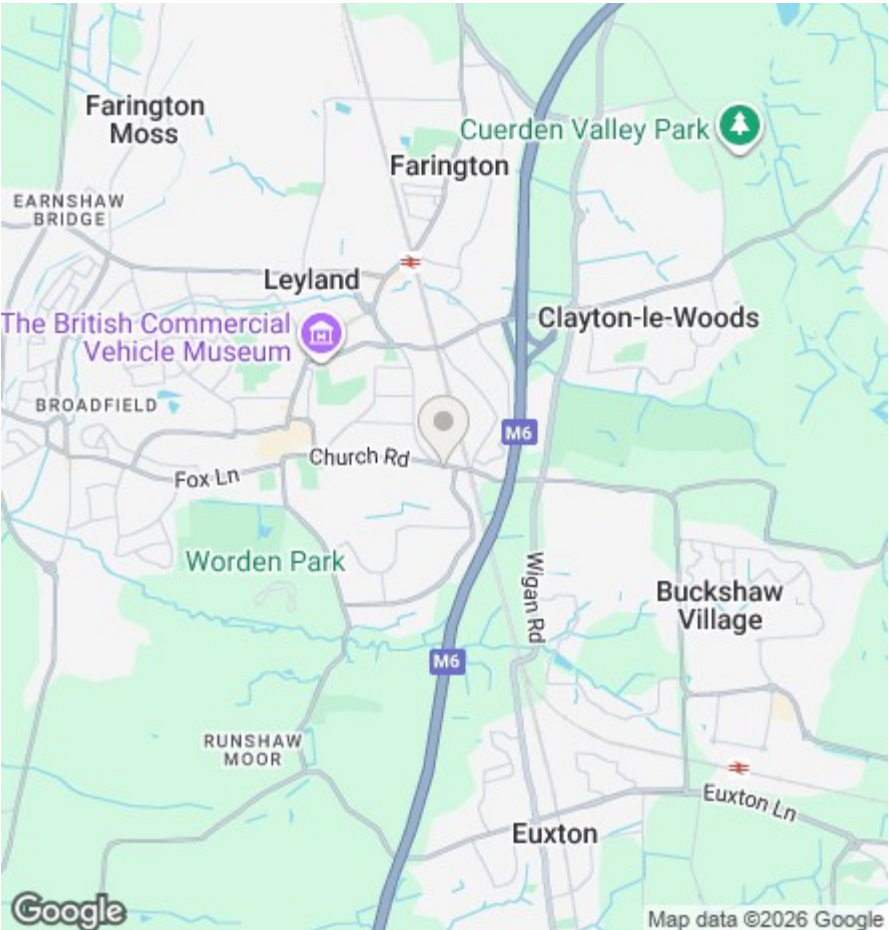 Farington
Moss
Cuerden Valley Park
Farington
EARNSHAW
BRIDGE
Leyland
Clayton-le-Woods
The British Commercial
Vehicle Museum
BROADFIELD
M6
Church Rd
Fox Ln
Worden Park
Wigan Rd
Buckshaw
Village
M6
RUNSHAW
MOOR
Euxton Ln
Euxton
Google
Map data ©2026 Google